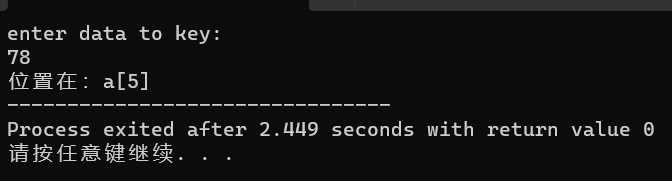 enter data to key:
78
位置在：a[5]
--------------------------------
Process exited after 2.449 seconds with return value 0
请按任意键继续. . .